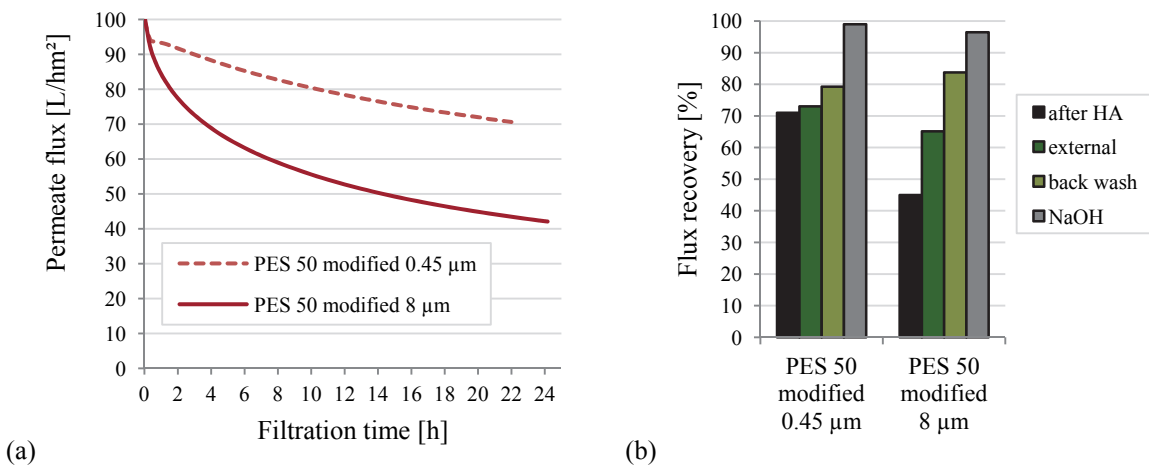 Permeate flux [L/hm²]
100
90
80
70
60
50
40
30
20
10
0
PES 50 modified 0.45 µm
PES 50 modified 8 µm
0 2 4 6 8 10 12 14 16 18 20 22 24
Filtration time [h]
(a)
Flux recovery [%]
100
90
80
70
60
50
40
30
20
10
0
after HA
external
back wash
NaOH
PES 50
modified
0.45 µm
PES 50
modified
8 µm
(b)